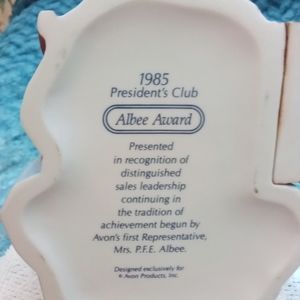 1985
President's Club
Albee Award
Presented
in recognition of
distinguished
sales leadership
continuing in
the tradition of
achievement begun by
Avon's first Representative,
Mrs. P.F.E. Albee.
Designed exclusively for
Avon Products, Inc.